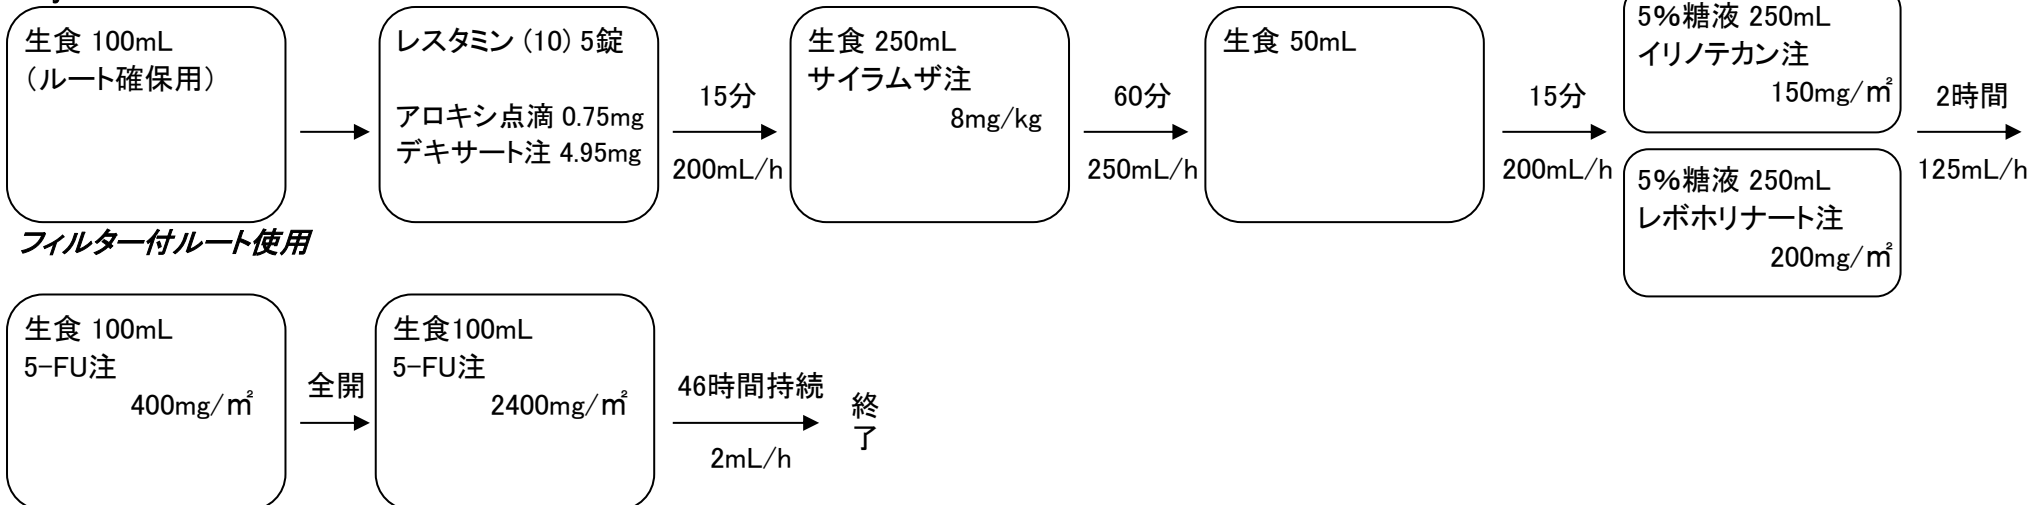 生食 100mL
（ルート確保用）
レスタミン (10) 5錠
アロキシ点滴 0.75mg
デキサート注 4.95mg
15分
200mL/h
生食 250mL
サイラムザ注
8mg/kg
60分
250mL/h
生食 50mL
15分
200mL/h
5%糖液 250mL
イリノテカン注
150mg/㎡
5%糖液 250mL
レボホリナート注
200mg/㎡
2時間
125mL/h
フィルター付ルート使用
生食 100mL
5-FU注
400mg/㎡
全開
生食100mL
5-FU注
2400mg/㎡
46時間持続
2mL/h
終
了